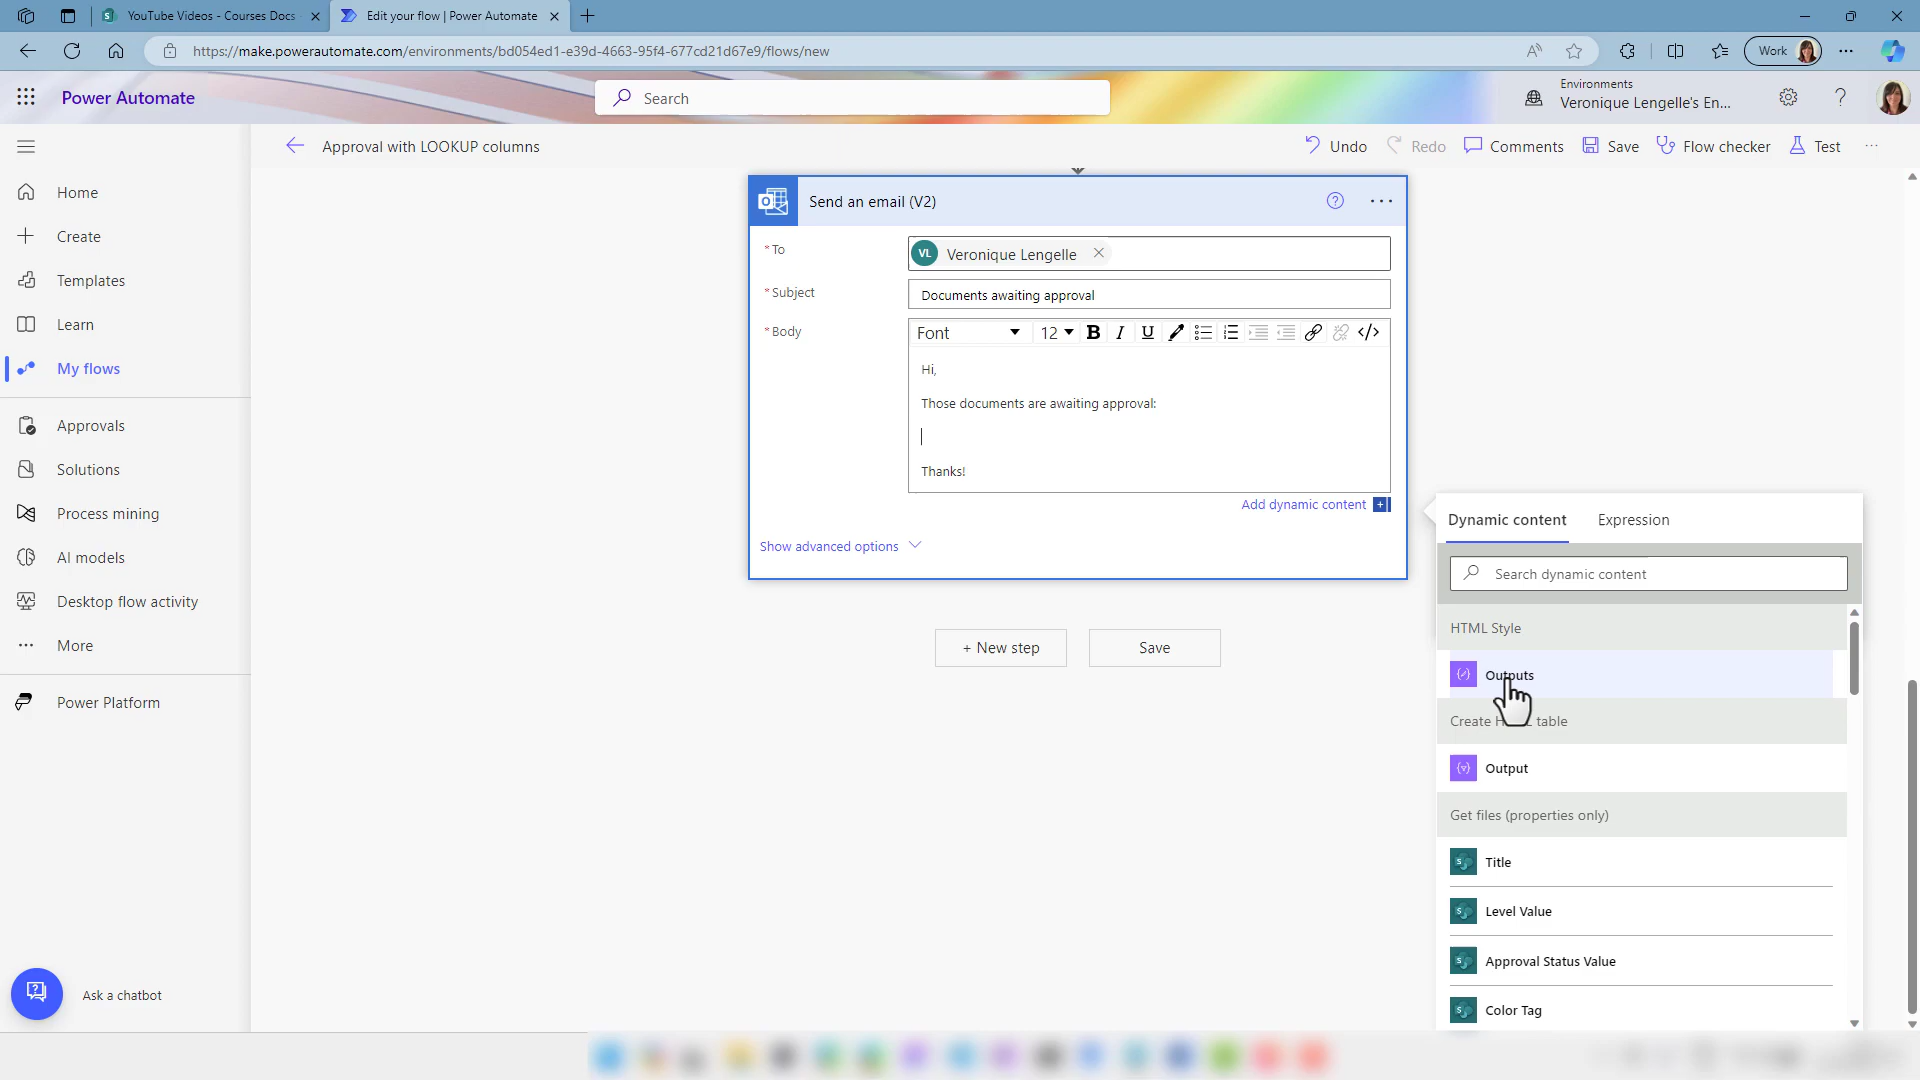 YouTube Videos - Courses Docs
Edit your flow | Power Automate
https://make.powerautomate.com/environments/bd054ed1-e39d-4663-95f4-677cd21d67e9/flows/new
Work
Power Automate
Search
Environments
Veronique Lengelle's En...
Approval with LOOKUP columns
Undo
Redo
Comments
Save
Flow checker
Test
Home
Create
Templates
Learn
My flows
Approvals
Solutions
Process mining
AI models
Desktop flow activity
More
Power Platform
Ask a chatbot
Send an email (V2)
* To
VL Veronique Lengelle
* Subject
Documents awaiting approval
* Body
Font
12
Hi,
Those documents are awaiting approval:
Thanks!
Add dynamic content
Show advanced options
+ New step
Save
Dynamic content
Expression
Search dynamic content
HTML Style
Outputs
Create HTML table
Output
Get files (properties only)
Title
Level Value
Approval Status Value
Color Tag